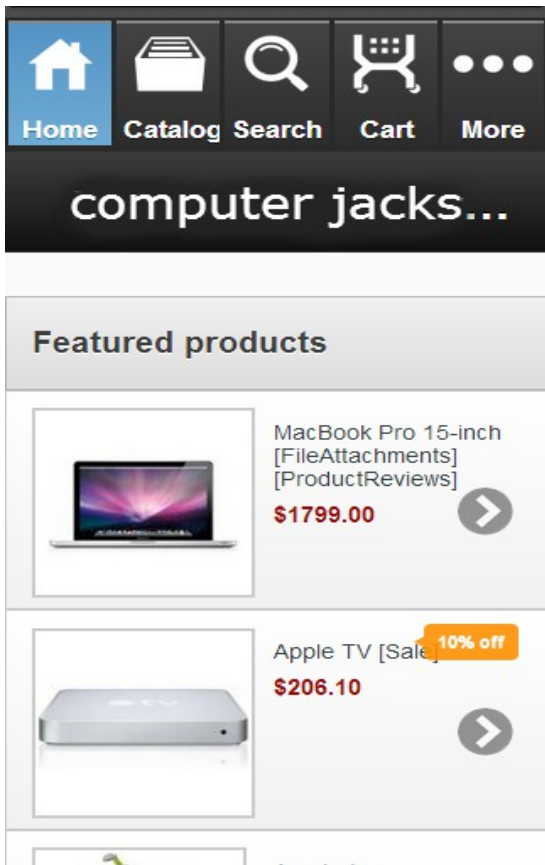 Home Catalog Search Cart More
computer jacks...
Featured products
MacBook Pro 15-inch
[FileAttachments]
[ProductReviews]
$1799.00
10% off
Apple TV [Sale]
$206.10